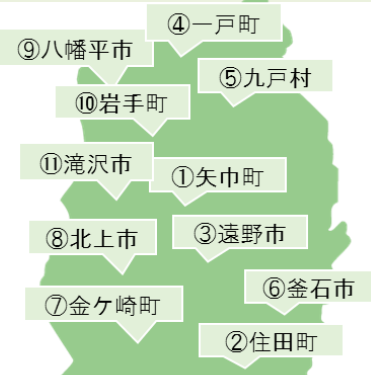 ④一戸町
⑨八幡平市
⑤九戸村
⑩岩手町
⑪滝沢市
①矢巾町
⑧北上市
③遠野市
⑥釜石市
⑦金ケ崎町
②住田町